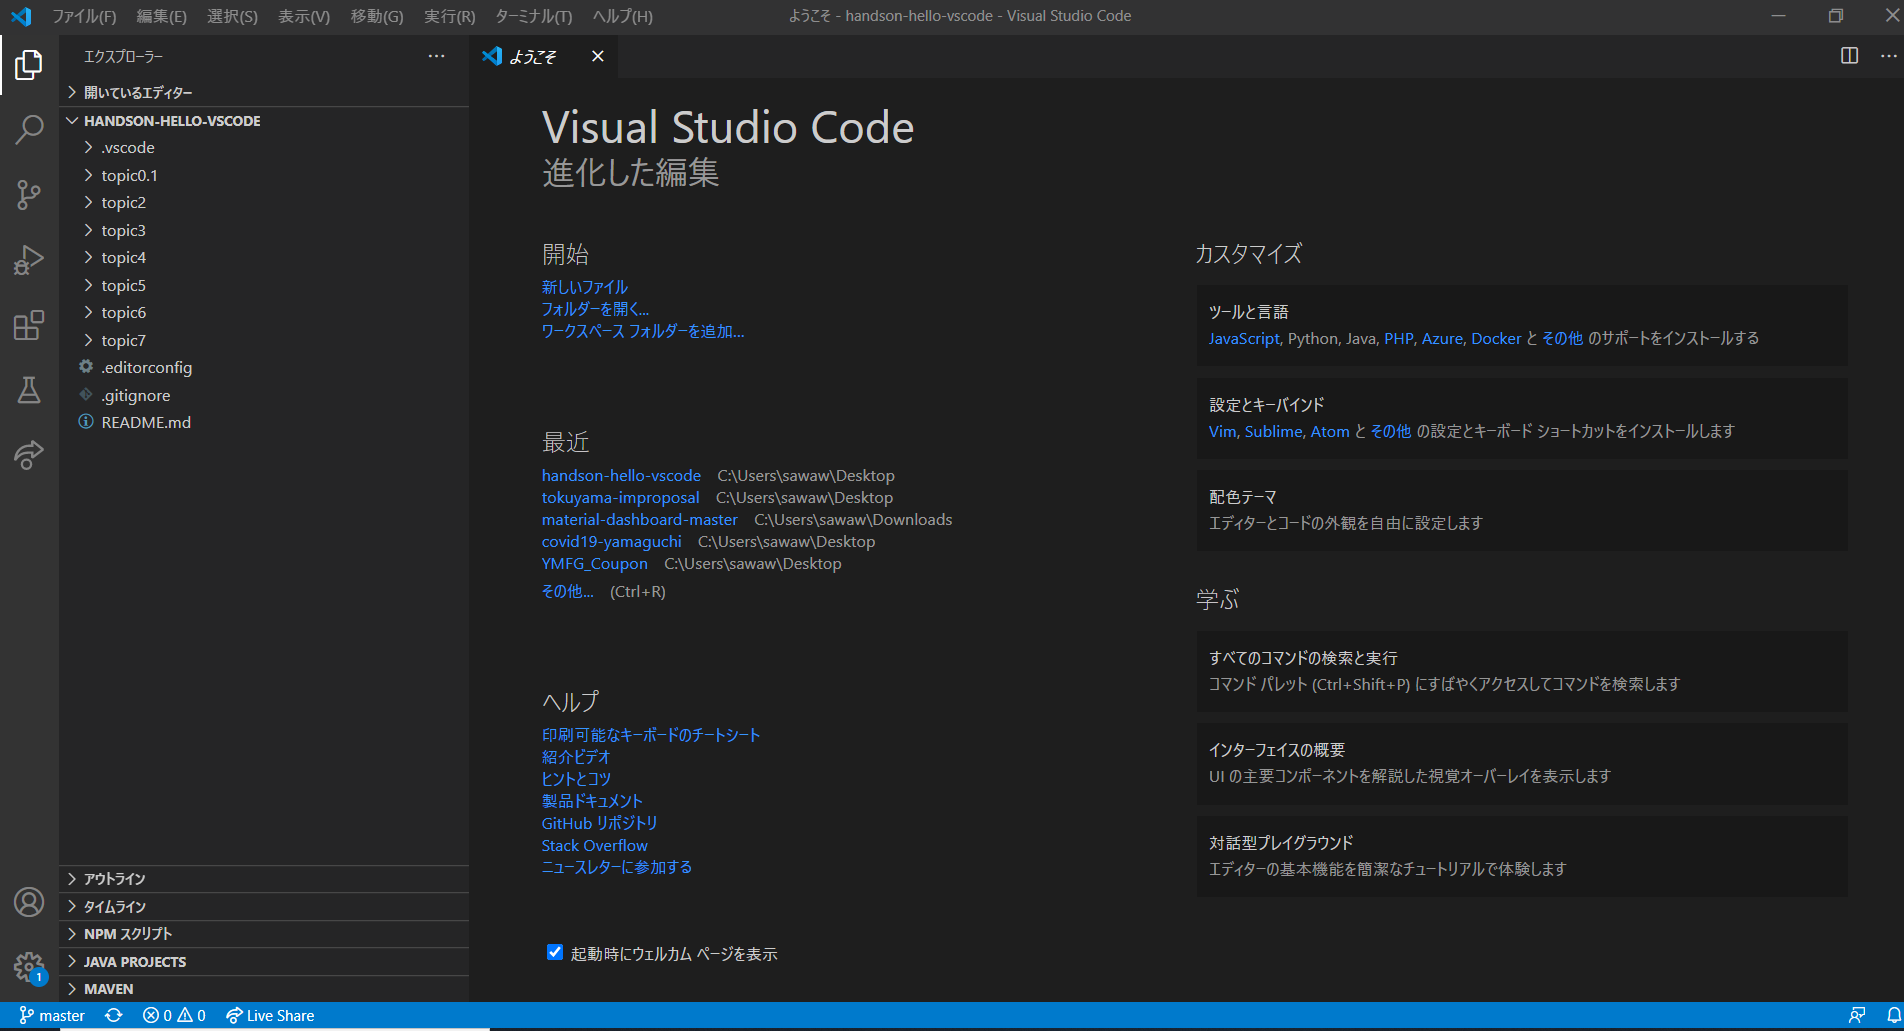 ファイル(F) 編集(E) 選択(S) 表示(V) 移動(G) 実行(R) ターミナル(T) ヘルプ(H) ようこそ - handson-hello-vscode - Visual Studio Code
エクスプローラー
開いているエディター
HANDSON-HELLO-VSCODE
.vscode
topic0.1
topic2
topic3
topic4
topic5
topic6
topic7
.editorconfig
.gitignore
README.md
アウトライン
タイムライン
NPM スクリプト
JAVA PROJECTS
MAVEN
ようこそ
Visual Studio Code
進化した編集
開始
新しいファイル
フォルダーを開く...
ワークスペース フォルダーを追加...
最近
handson-hello-vscode C:\Users\sawaw\Desktop
tokuyama-improposal C:\Users\sawaw\Desktop
material-dashboard-master C:\Users\sawaw\Downloads
covid19-yamaguchi C:\Users\sawaw\Desktop
YMFG_Coupon C:\Users\sawaw\Desktop
その他... (Ctrl+R)
ヘルプ
印刷可能なキーボードのチートシート
紹介ビデオ
ヒントとコツ
製品ドキュメント
GitHub リポジトリ
Stack Overflow
ニュースレターに参加する
起動時にウェルカム ページを表示
カスタマイズ
ツールと言語
JavaScript, Python, Java, PHP, Azure, Docker と その他 のサポートをインストールする
設定とキーバインド
Vim, Sublime, Atom と その他 の設定とキーボード ショートカットをインストールします
配色テーマ
エディターとコードの外観を自由に設定します
学ぶ
すべてのコマンドの検索と実行
コマンド パレット (Ctrl+Shift+P) にすばやくアクセスしてコマンドを検索します
インターフェイスの概要
UI の主要コンポーネントを解説した視覚オーバーレイを表示します
対話型プレイグラウンド
エディターの基本機能を簡潔なチュートリアルで体験します
1
master 0 0 Live Share